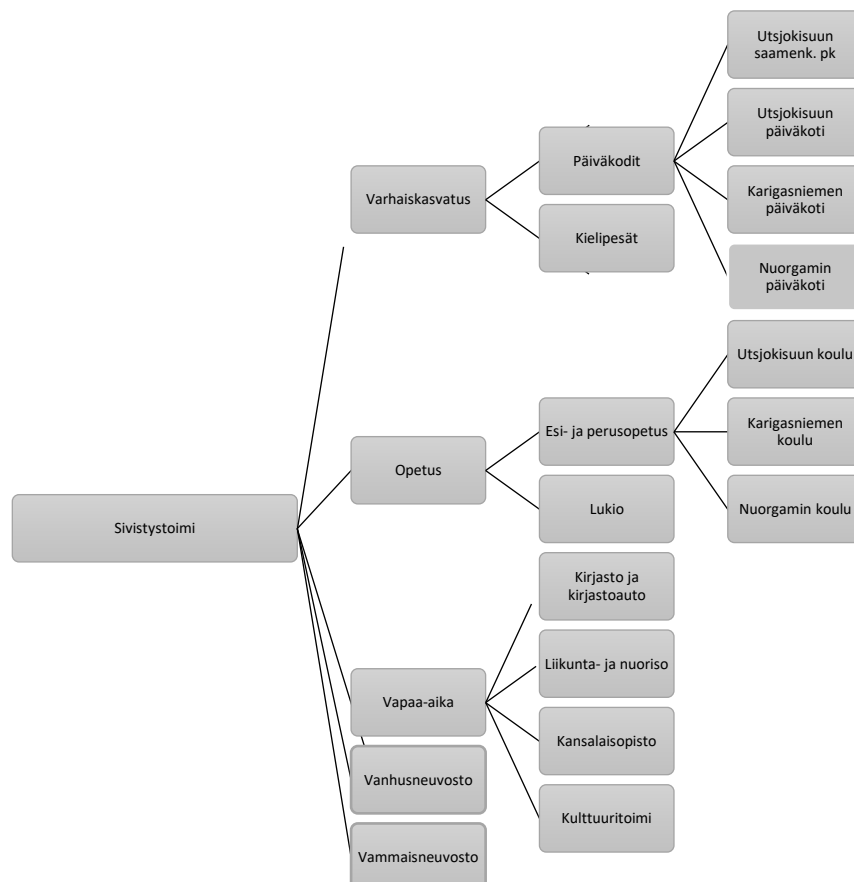 Utsjokisuun
saamenk. pk
Utsjokisuun
päiväkoti
Päiväkodit
Varhaiskasvatus
Karigasniemen
päiväkoti
Kielipesät
Nuorgamin
päiväkoti
Utsjokisuun koulu
Esi- ja perusopetus
Karigasniemen
koulu
Opetus
Lukio
Nuorgamin koulu
Sivistystoimi
Kirjasto ja
kirjastoauto
Liikunta- ja nuoriso
Vapaa-aika
Kansalaisopisto
Vanhusneuvosto
Kulttuuritoimi
Vammaisneuvosto